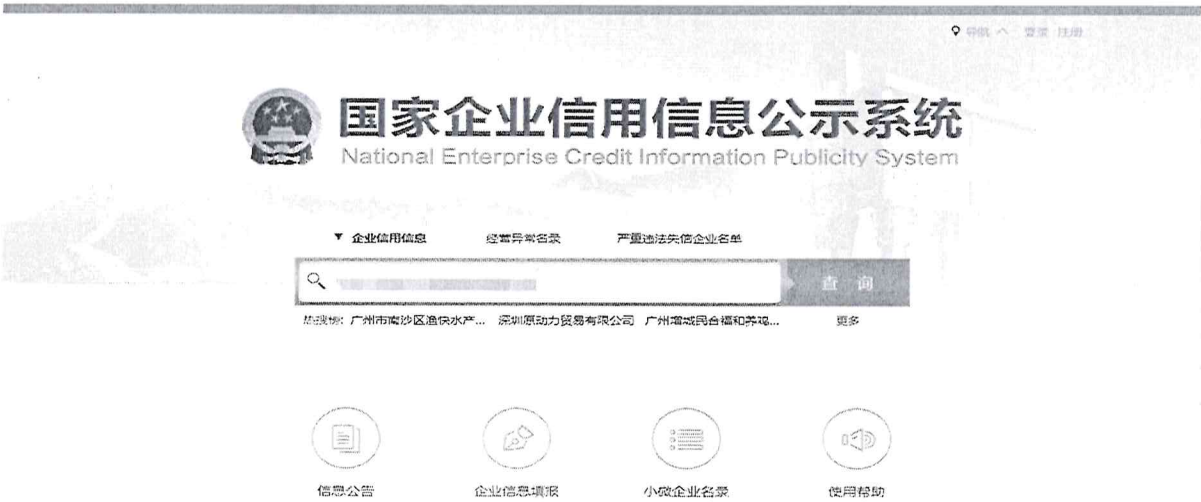 导航 登录 注册
国家企业信用信息公示系统
National Enterprise Credit Information Publicity System
企业信用信息 经营异常名录 严重违法失信企业名单
查 询
热搜榜: 广州市南沙区渔快水产... 深圳原动力贸易有限公司 广州增城民合福和养鸡... 更多
信息公告 企业信息填报 小微企业名录 使用帮助